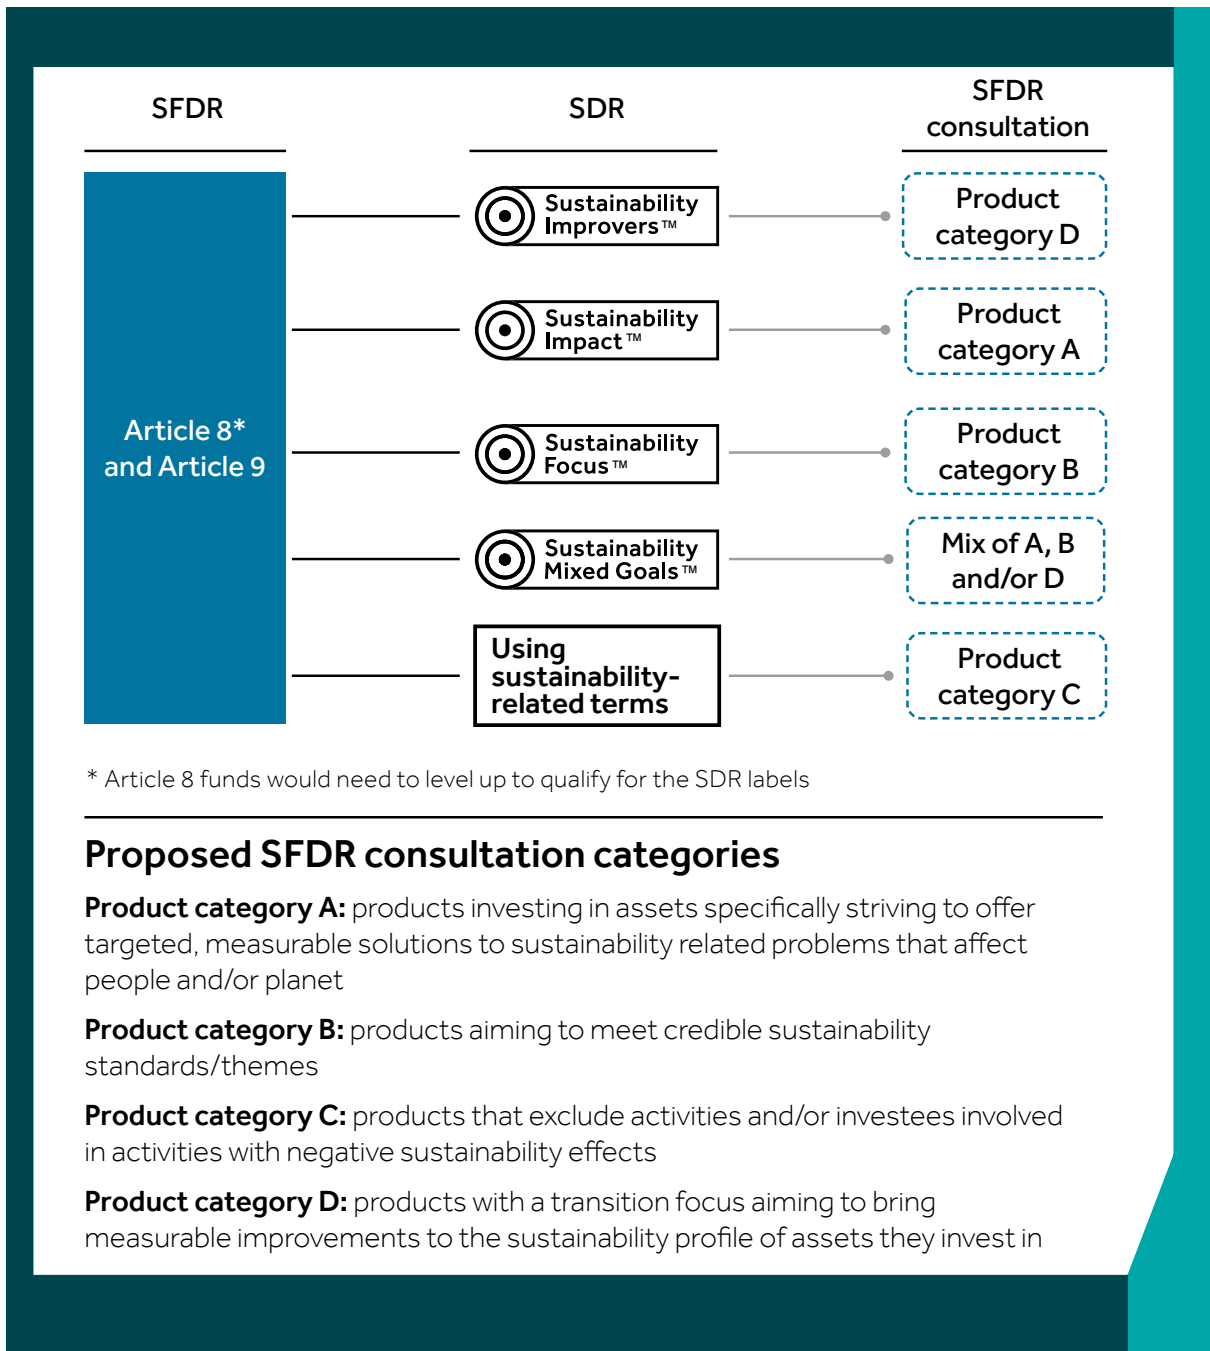 SFDR
SDR
SFDR
consultation
Article 8*
and Article 9
Sustainability
Improvers™
Product
category D
Sustainability
Impact™
Product
category A
Sustainability
Focus™
Product
category B
Sustainability
Mixed Goals™
Mix of A, B
and/or D
Using
sustainability-
related terms
Product
category C
* Article 8 funds would need to level up to qualify for the SDR labels
Proposed SFDR consultation categories
Product category A: products investing in assets specifically striving to offer
targeted, measurable solutions to sustainability related problems that affect
people and/or planet
Product category B: products aiming to meet credible sustainability
standards/themes
Product category C: products that exclude activities and/or investees involved
in activities with negative sustainability effects
Product category D: products with a transition focus aiming to bring
measurable improvements to the sustainability profile of assets they invest in